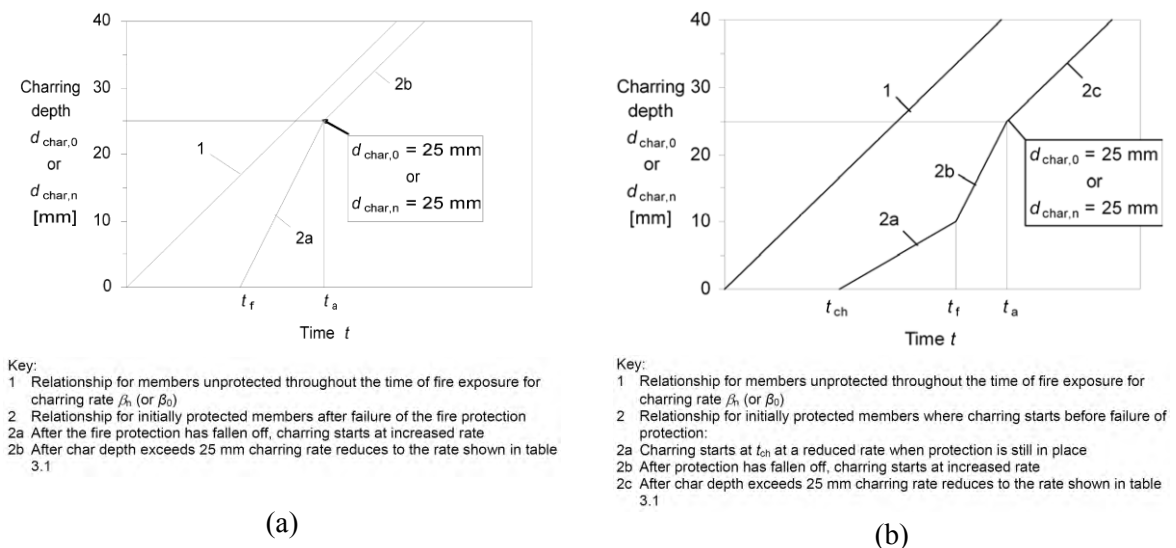 40
Charring 30
depth
d char,0
20
or
d char,n
[mm] 10
0
1
2a
2b
d char,0 = 25 mm
or
d char,n = 25 mm
t f
t a
Time t
Key:
1 Relationship for members unprotected throughout the time of fire exposure for
charring rate βn (or β0)
2 Relationship for initially protected members after failure of the fire protection
2a After the fire protection has fallen off, charring starts at increased rate
2b After char depth exceeds 25 mm charring rate reduces to the rate shown in table
3.1
(a)
40
Charring 30
depth
d char,0
20
or
d char,n
[mm] 10
0
1
2a
2b
2c
d char,0 = 25 mm
or
d char,n = 25 mm
t ch
t f
t a
Time t
Key:
1 Relationship for members unprotected throughout the time of fire exposure for
charring rate βn (or β0)
2 Relationship for initially protected members where charring starts before failure of
protection:
2a Charring starts at tch at a reduced rate when protection is still in place
2b After protection has fallen off, charring starts at increased rate
2c After char depth exceeds 25 mm charring rate reduces to the rate shown in table
3.1
(b)